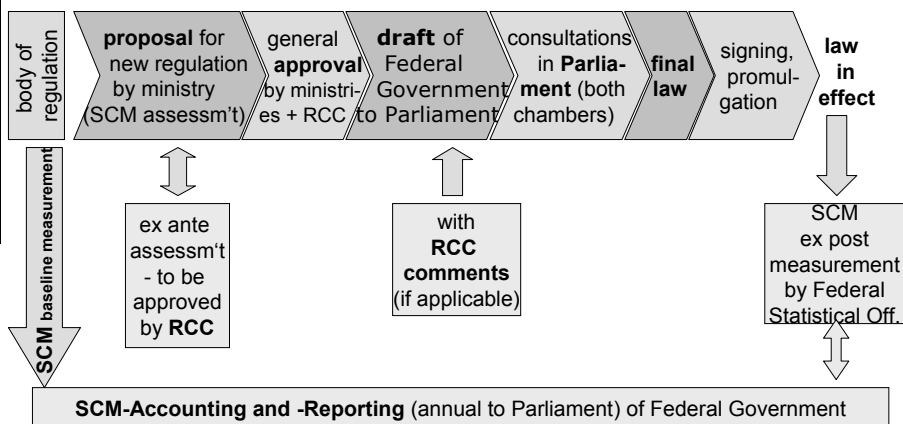 body of
regulation
proposal for
new regulation
by ministry
(SCM assessm't)
general
approval
by ministri-
es + RCC
draft of
Federal
Government
to Parliament
consultations
in Parlia-
ment (both
chambers)
final
law
signing,
promul-
gation
law
in
effect
SCM baseline measurement
ex ante
assessm‘t
- to be
approved
by RCC
with
RCC
comments
(if applicable)
SCM
ex post
measurement
by Federal
Statistical Off.
SCM-Accounting and -Reporting (annual to Parliament) of Federal Government